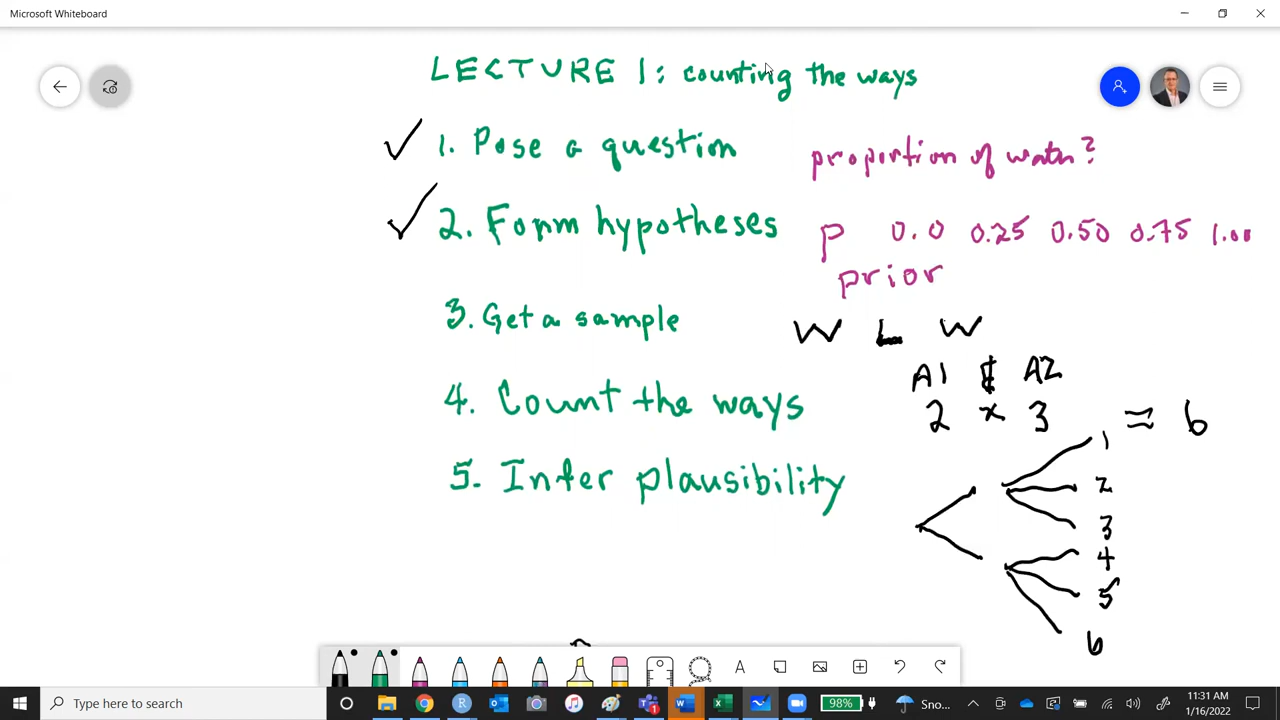 Microsoft Whiteboard
LECTURE 1: counting the ways
1. Pose a question
proportion of water?
2. Form hypotheses
p 0.0 0.25 0.50 0.75 1.00
prior
3. Get a sample
W L W
A1 & A2
4. Count the ways
2 x 3 = 6
1
5. Infer plausibility
2
3
4
5
6
A
Type here to search
98%
Sno...
11:31 AM
1/16/2022